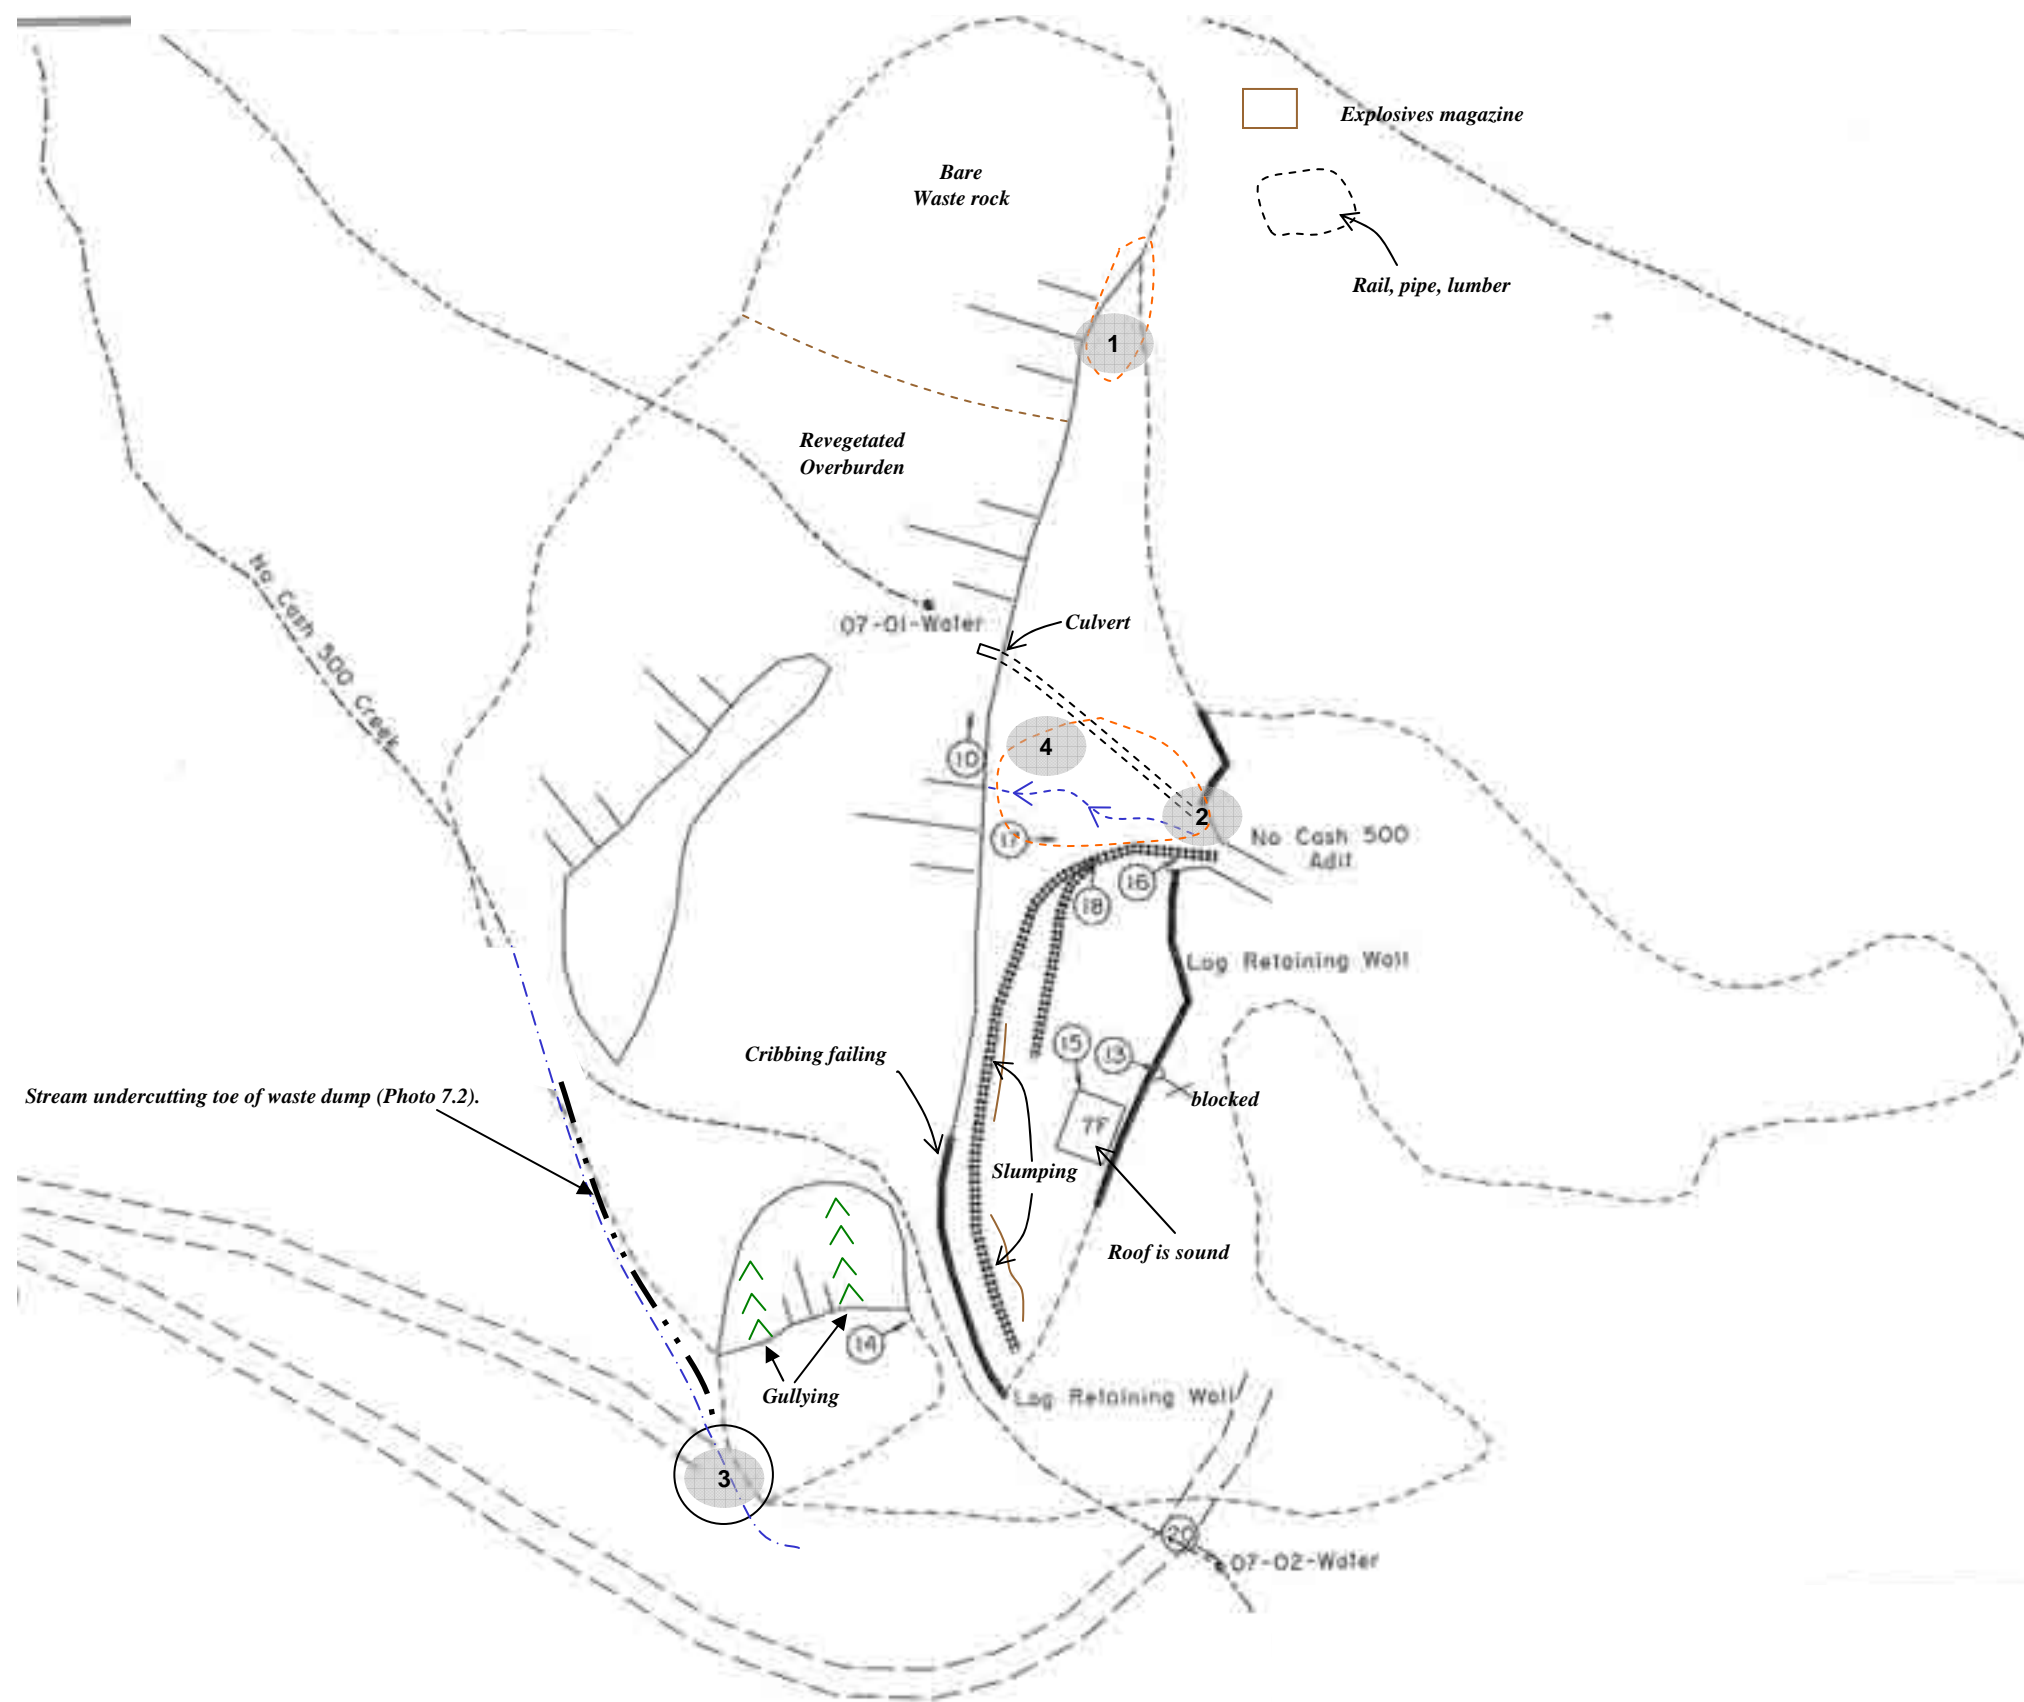 Explosives magazine
Bare
Waste rock
Rail, pipe, lumber
1
Revegetated
Overburden
No Cash 500 Creek
07-01-Water
Culvert
4
10
2
17
No Cash 500
Adit
16
18
Log Retaining Wall
15
13
Cribbing failing
Stream undercutting toe of waste dump (Photo 7.2).
blocked
7F
Slumping
Roof is sound
14
Gullying
Log Retaining Wall
3
20
07-02-Water